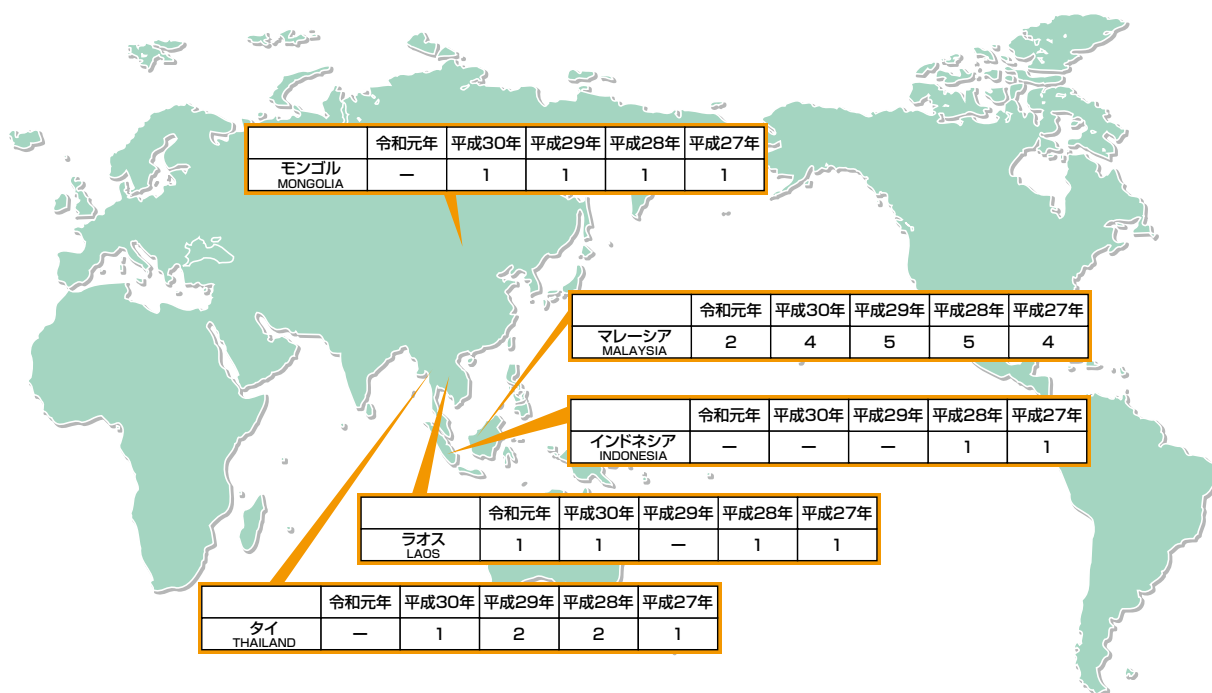 令和元年 平成30年 平成29年 平成28年 平成27年
モンゴル ー 1 1 1 1
MONGOLIA
令和元年 平成30年 平成29年 平成28年 平成27年
マレーシア 2 4 5 5 4
MALAYSIA
令和元年 平成30年 平成29年 平成28年 平成27年
インドネシア ー ー ー 1 1
INDONESIA
令和元年 平成30年 平成29年 平成28年 平成27年
ラオス 1 1 ー 1 1
LAOS
令和元年 平成30年 平成29年 平成28年 平成27年
タイ ー 1 2 2 1
THAILAND